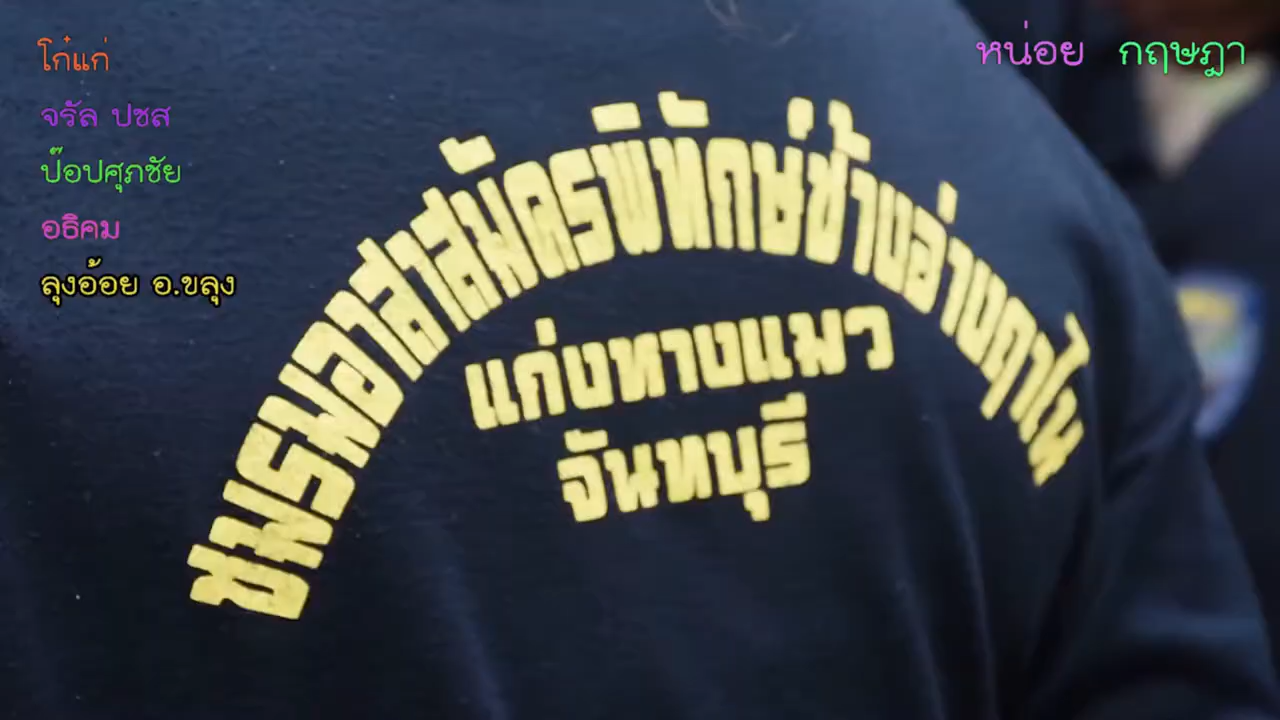 โก๋แก่
จรัล ปชส
ป๊อปศุภชัย
อธิคม
ลุงอ้อย อ.ขลุง
หน่อย กฤษฎา
ชมรมอาสาสมัครพิทักษ์ช้างอ่างฤาไน
แก่งหางแมว
จันทบุรี